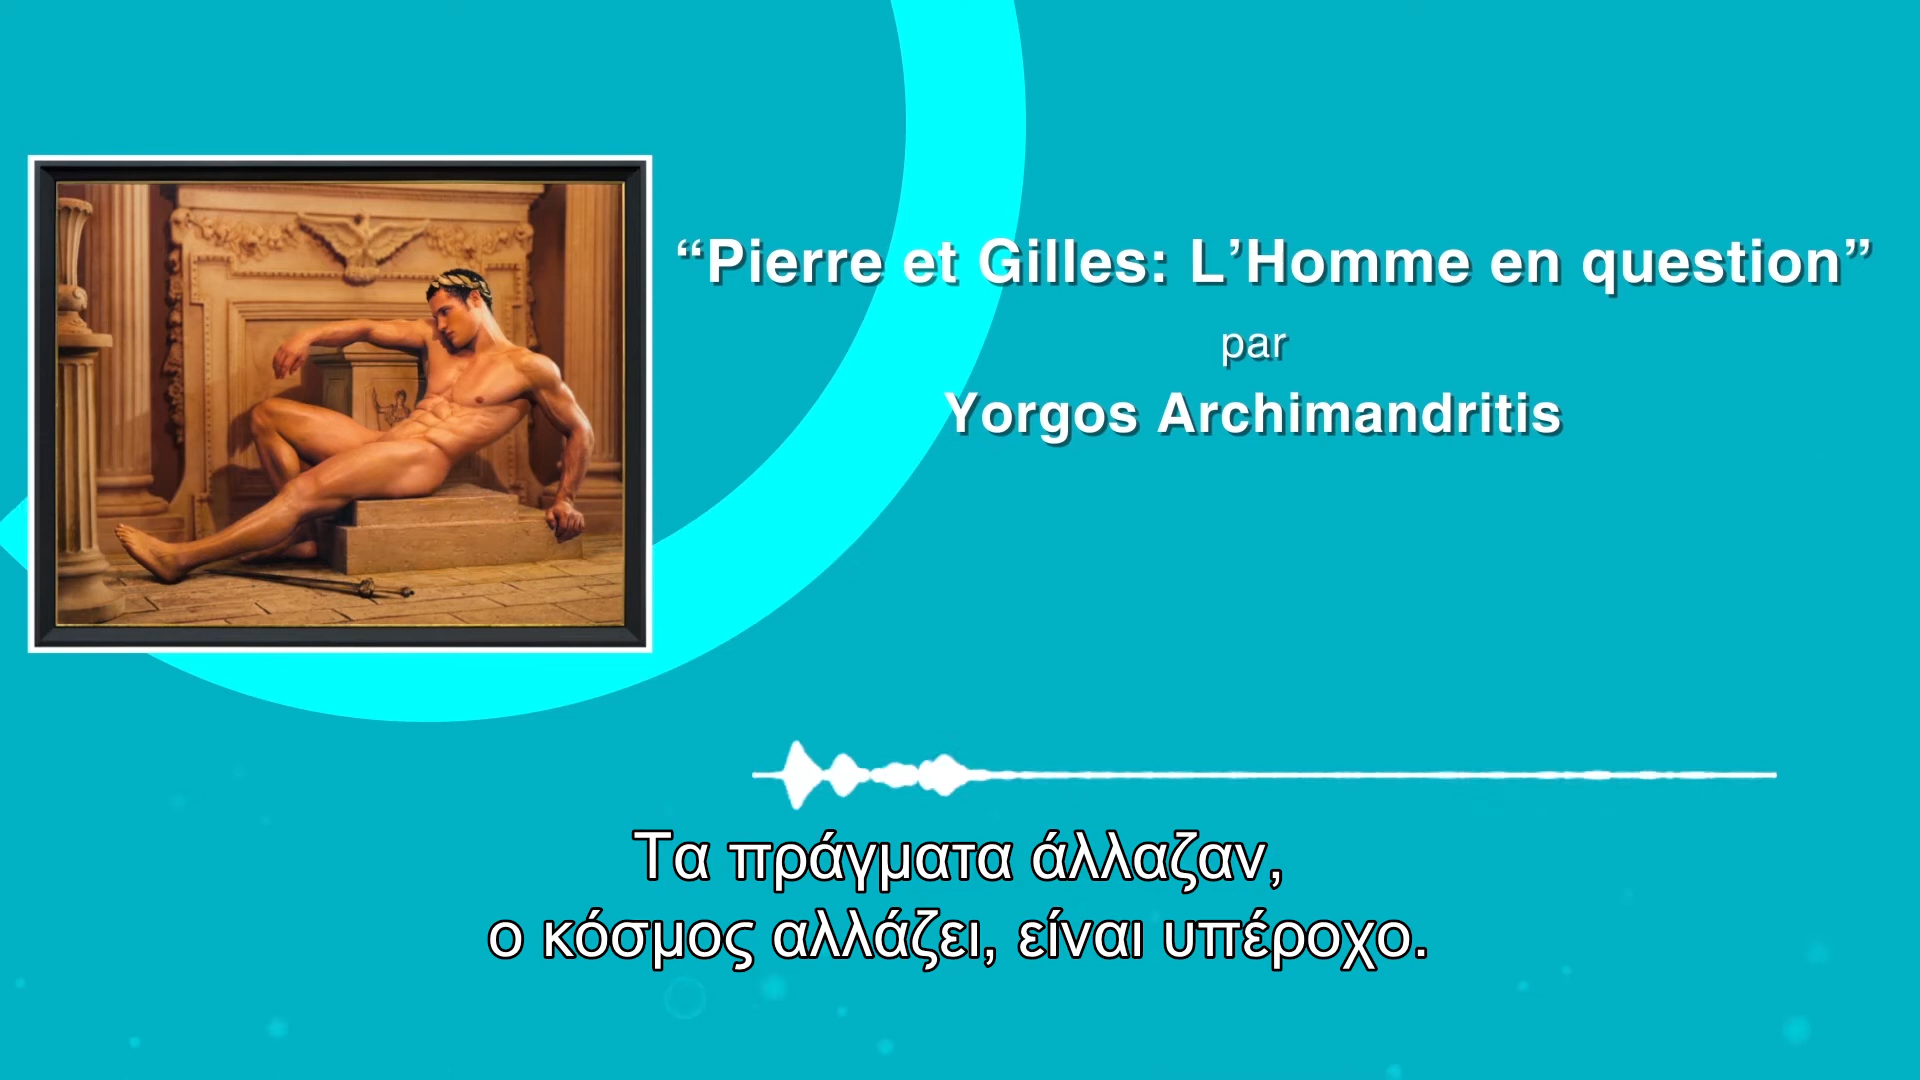 “Pierre et Gilles: L’Homme en question”
par
Yorgos Archimandritis
Τα πράγματα άλλαζαν,
ο κόσμος αλλάζει, είναι υπέροχο.